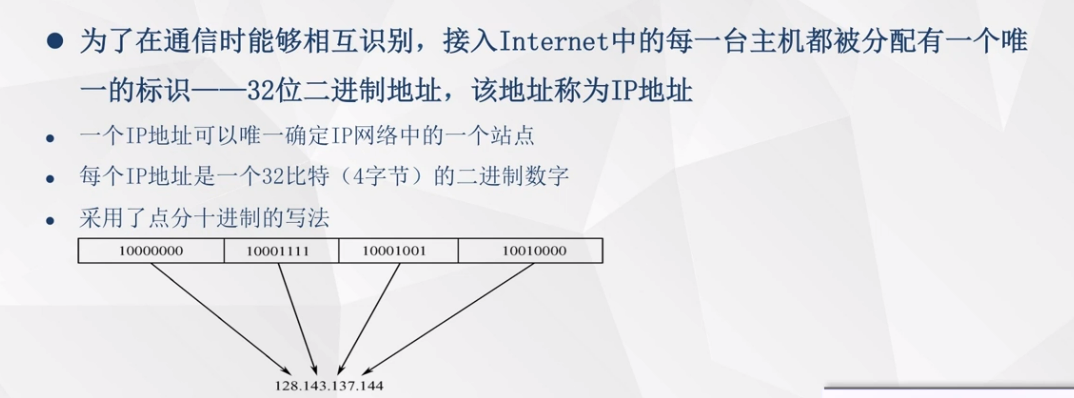 为了在通信时能够相互识别，接入Internet中的每一台主机都被分配有一个唯
一的标识——32位二进制地址，该地址称为IP地址
一个IP地址可以唯一确定IP网络中的一个站点
每个IP地址是一个32比特（4字节）的二进制数字
采用了点分十进制的写法
10000000 10001111 10001001 10010000
128.143.137.144